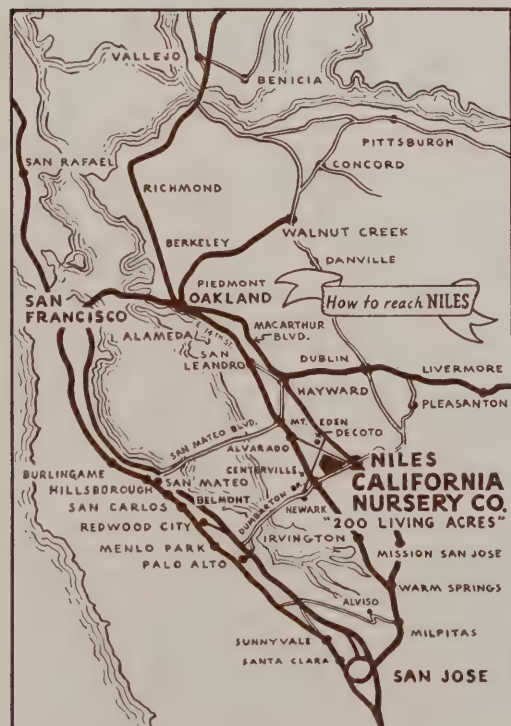 VALLEJO
BENICIA
PITTSBURGH
SAN RAFAEL
CONCORD
RICHMOND
WALNUT CREEK
BERKELEY
DANVILLE
PIEDMONT
OAKLAND
How to reach NILES
SAN
FRANCISCO
ALAMEDA
E. 14TH ST.
MACARTHUR
BLVD.
SAN
LEANDRO
DUBLIN
LIVERMORE
HAYWARD
PLEASANTON
MT. EDEN
DECOTO
SAN MATEO BLVD.
ALVARADO
CENTERVILLE
NILES
CALIFORNIA
NURSERY CO.
"200 LIVING ACRES"
BURLINGAME
HILLSBOROUGH
SAN MATEO
SAN CARLOS
BELMONT
DUMBARTON BR.
NEWARK
REDWOOD CITY
IRVINGTON
MENLO PARK
MISSION SAN JOSE
PALO ALTO
WARM SPRINGS
ALVISO
MILPITAS
SUNNYVALE
SANTA CLARA
SAN JOSE